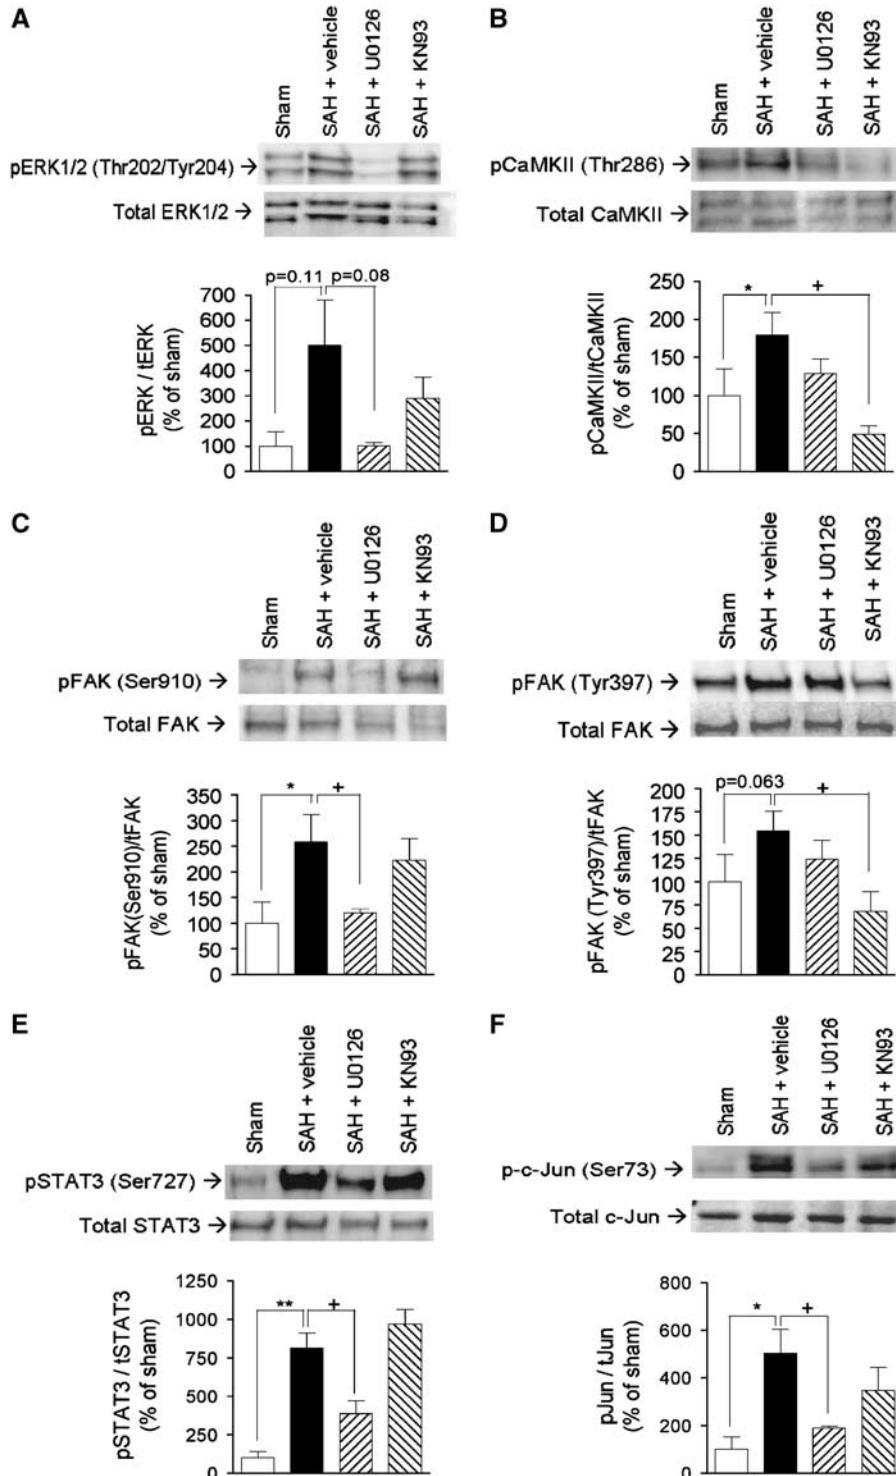 A
Sham
SAH + vehicle
SAH + U0126
SAH + KN93
pERK1/2 (Thr202/Tyr204) →
Total ERK1/2 →
p=0.11 p=0.08
pERK / tERK
(% of sham)
700
600
500
400
300
200
100
0
B
Sham
SAH + vehicle
SAH + U0126
SAH + KN93
pCaMKII (Thr286) →
Total CaMKII →
* +
pCaMKII/tCaMKII
(% of sham)
250
200
150
100
50
0
C
Sham
SAH + vehicle
SAH + U0126
SAH + KN93
pFAK (Ser910) →
Total FAK →
* +
pFAK(Ser910)/tFAK
(% of sham)
350
300
250
200
150
100
50
0
D
Sham
SAH + vehicle
SAH + U0126
SAH + KN93
pFAK (Tyr397) →
Total FAK →
p=0.063 +
pFAK (Tyr397)/tFAK
(% of sham)
200
175
150
125
100
75
50
25
0
E
Sham
SAH + vehicle
SAH + U0126
SAH + KN93
pSTAT3 (Ser727) →
Total STAT3 →
** +
pSTAT3 / tSTAT3
(% of sham)
1250
1000
750
500
250
0
F
Sham
SAH + vehicle
SAH + U0126
SAH + KN93
p-c-Jun (Ser73) →
Total c-Jun →
* +
pJun / tJun
(% of sham)
800
600
400
200
0